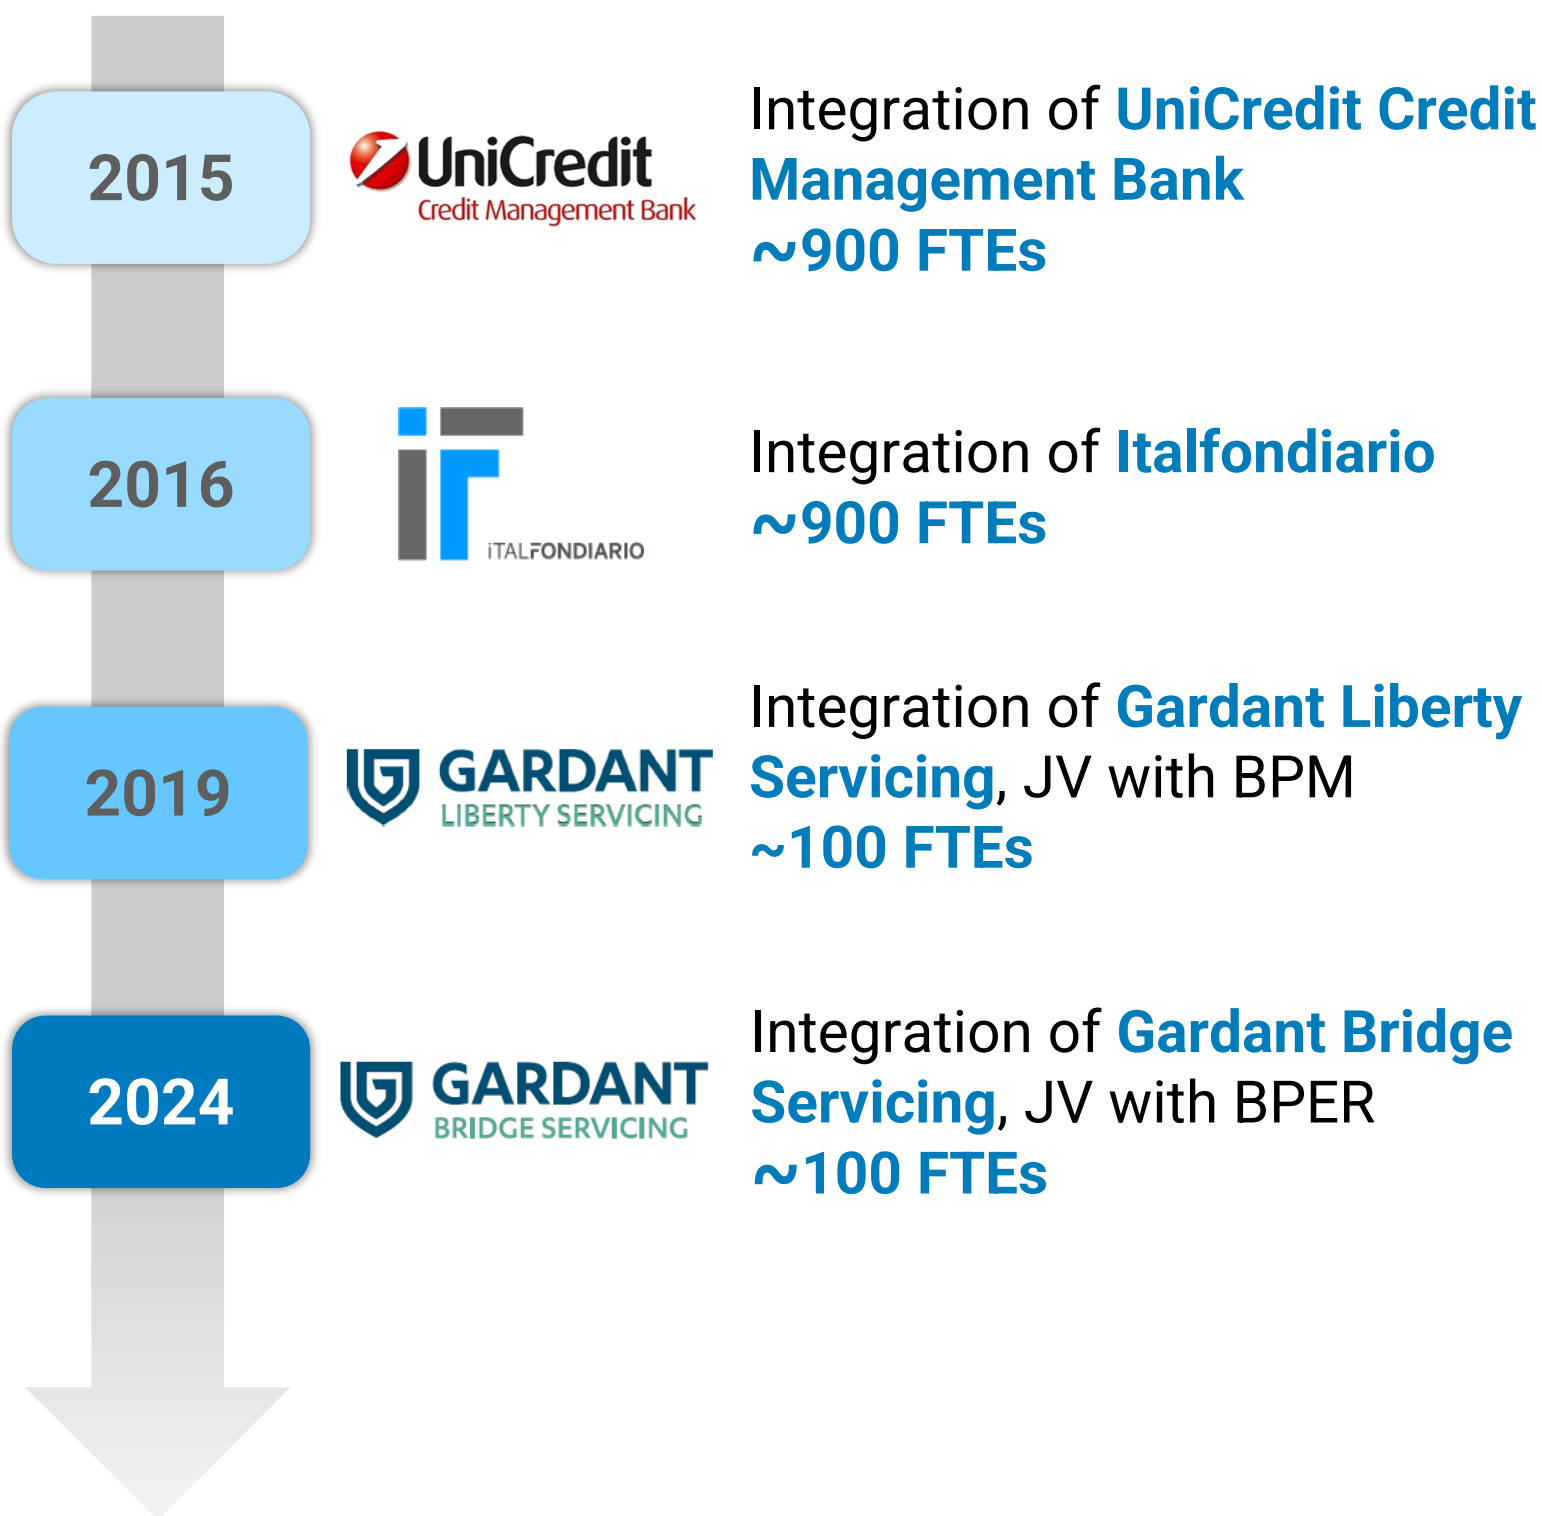 2015
UniCredit
Credit Management Bank
Integration of UniCredit Credit
Management Bank
~900 FTEs
2016
iF
iTALFONDIARIO
Integration of Italfondiario
~900 FTEs
2019
GARDANT
LIBERTY SERVICING
Integration of Gardant Liberty
Servicing, JV with BPM
~100 FTEs
2024
GARDANT
BRIDGE SERVICING
Integration of Gardant Bridge
Servicing, JV with BPER
~100 FTEs